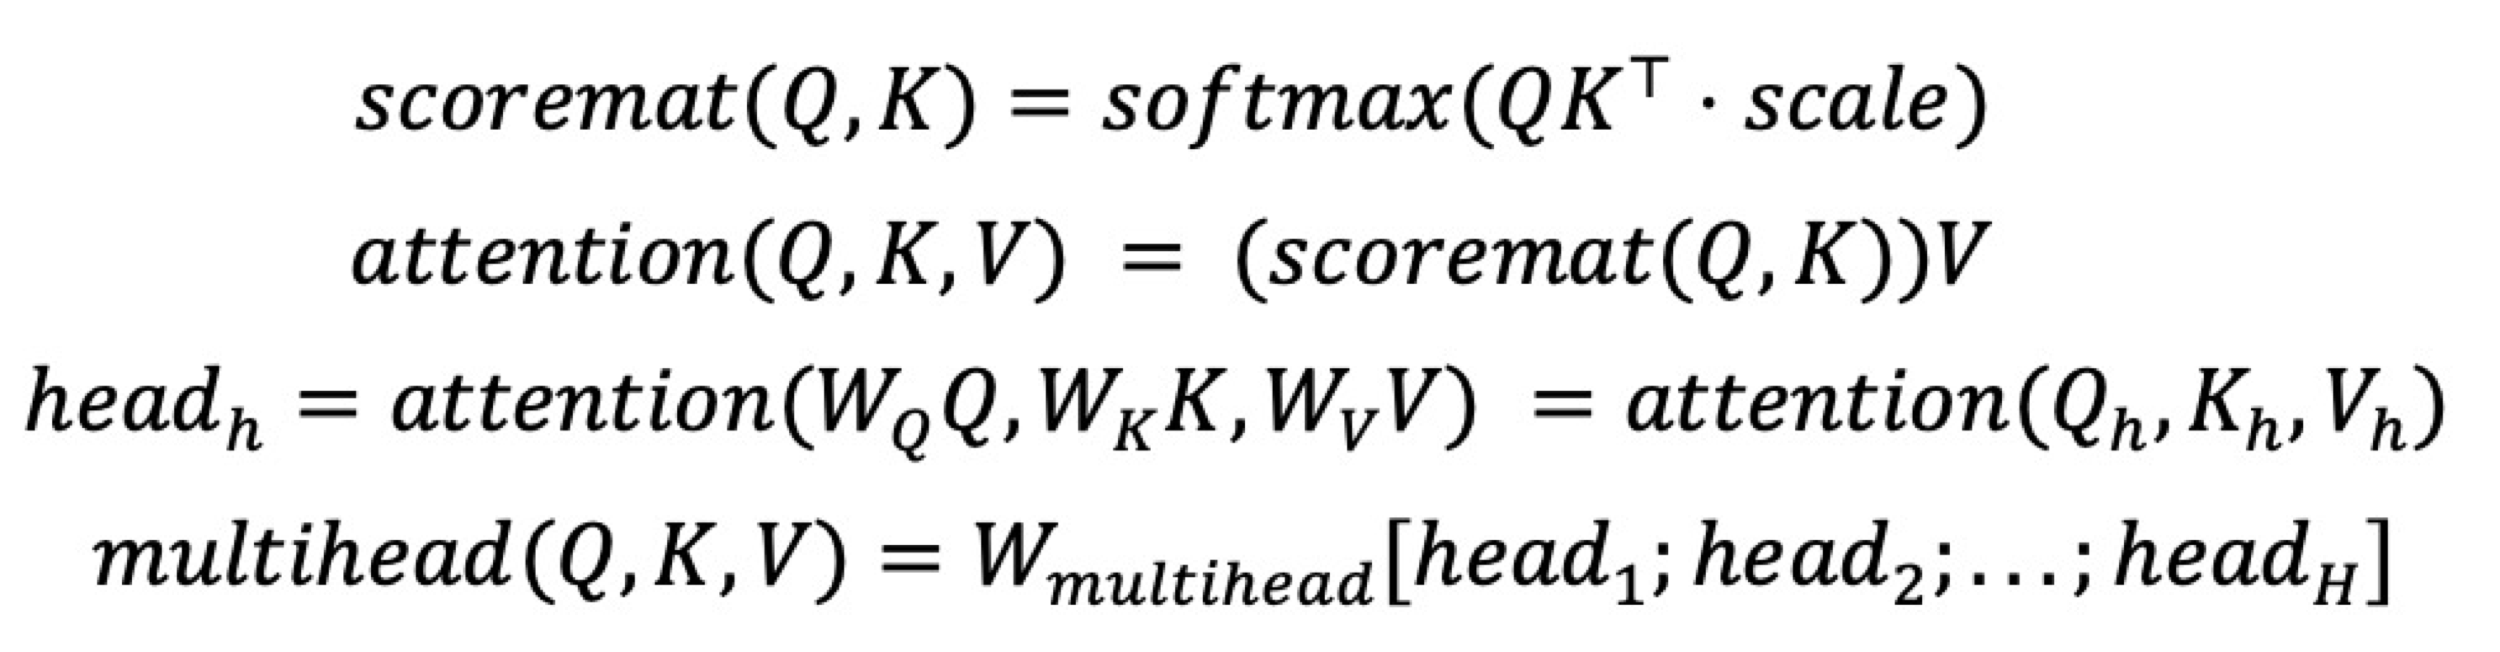 scoremat(Q, K) = softmax(QK^⊤ · scale)
attention(Q, K, V) = (scoremat(Q, K))V
head_h = attention(W_Q Q, W_K K, W_V V) = attention(Q_h, K_h, V_h)
multihead(Q, K, V) = W_multihead[head_1; head_2; ...; head_H]